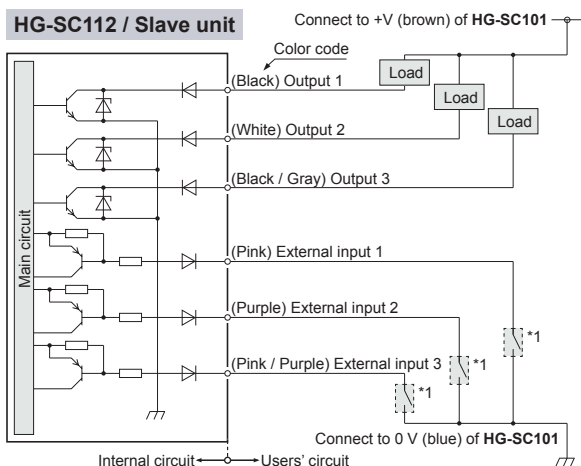 HG-SC112 / Slave unit
Connect to +V (brown) of HG-SC101
Color code
(Black) Output 1
Load
(White) Output 2
Load
(Black / Gray) Output 3
Load
Main circuit
(Pink) External input 1
*1
(Purple) External input 2
*1
(Pink / Purple) External input 3
*1
Connect to 0 V (blue) of HG-SC101
Internal circuit
Users' circuit